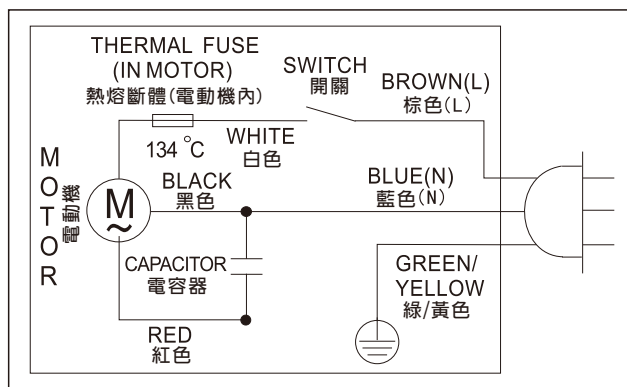 THERMAL FUSE
(IN MOTOR)
熱熔斷體(電動機內)
134 °C
SWITCH
開關
BROWN(L)
棕色(L)
WHITE
白色
MOTOR
電動機
M
~
BLACK
黑色
BLUE(N)
藍色(N)
CAPACITOR
電容器
GREEN/
YELLOW
綠/黃色
RED
紅色